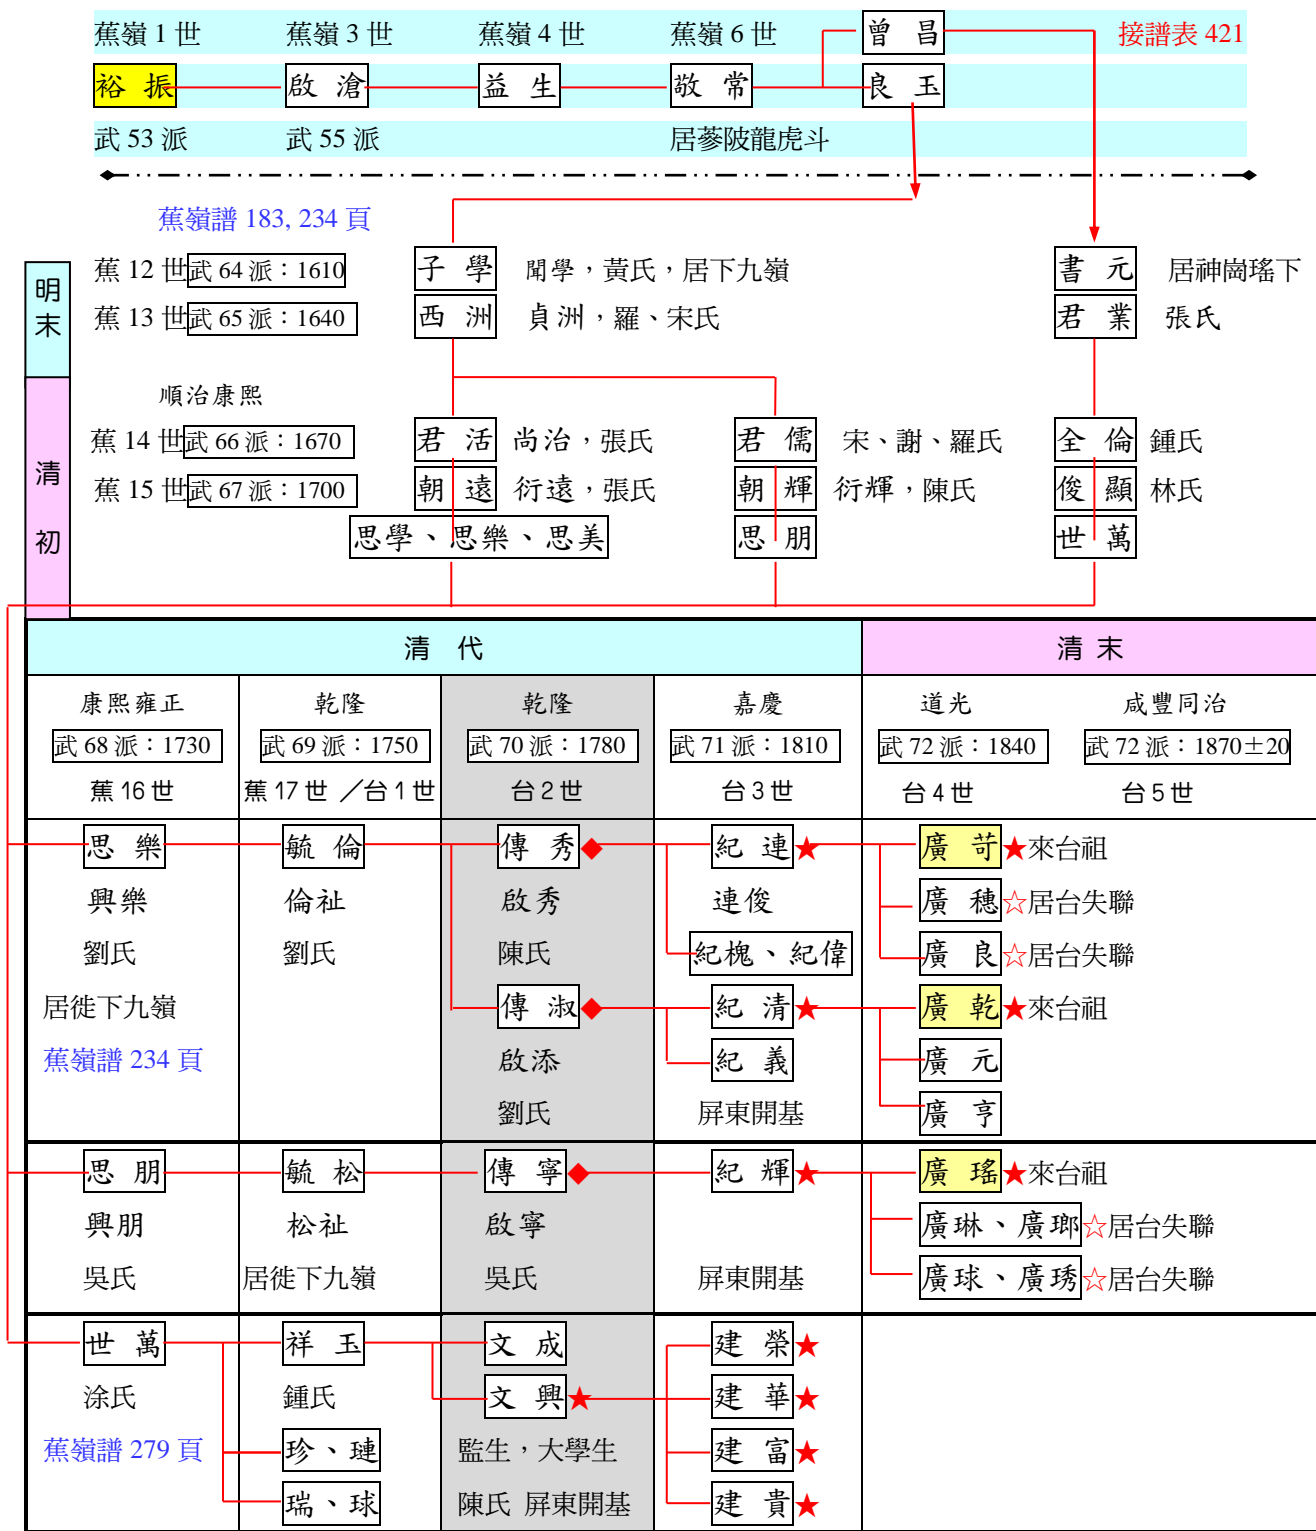 蕉嶺 1 世 蕉嶺 3 世 蕉嶺 4 世 蕉嶺 6 世 曾 昌 接譜表 421
裕 振 啟 滄 益 生 敬 常 良 玉
武 53 派 武 55 派 居蔘陂龍虎斗
蕉嶺譜 183, 234 頁
明末
蕉 12 世 武 64 派：1610 子 學 聞學，黃氏，居下九嶺 書 元 居神崗瑤下
蕉 13 世 武 65 派：1640 西 洲 貞洲，羅、宋氏 君 業 張氏
清 初
順治康熙
蕉 14 世 武 66 派：1670 君 活 尚治，張氏 君 儒 宋、謝、羅氏 全 倫 鍾氏
蕉 15 世 武 67 派：1700 朝 遠 衍遠，張氏 朝 輝 衍輝，陳氏 俊 顯 林氏
思學、思樂、思美 思 朋 世 萬
清 代 清 末
康熙雍正 乾隆 乾隆 嘉慶 道光 咸豐同治
武 68 派：1730 武 69 派：1750 武 70 派：1780 武 71 派：1810 武 72 派：1840 武 72 派：1870±20
蕉 16 世 蕉 17 世 ／台 1 世 台 2 世 台 3 世 台 4 世 台 5 世
思 樂 毓 倫 傳 秀◆ 紀 連★ 廣 苛★來台祖
興樂 倫祉 啟秀 連俊 廣 穗☆居台失聯
劉氏 劉氏 陳氏 紀槐、紀偉 廣 良☆居台失聯
居徙下九嶺 傳 淑◆ 紀 清★ 廣 乾★來台祖
蕉嶺譜 234 頁 啟添 紀 義 廣 元
劉氏 屏東開基 廣 亨
思 朋 毓 松 傳 寧◆ 紀 輝★ 廣 瑤★來台祖
興朋 松祉 啟寧 廣琳、廣瑯☆居台失聯
吳氏 居徙下九嶺 吳氏 屏東開基 廣球、廣琇☆居台失聯
世 萬 祥 玉 文 成 建 榮★
涂氏 鍾氏 文 興★ 建 華★
蕉嶺譜 279 頁 珍、璉 監生，大學生 建 富★
瑞、球 陳氏 屏東開基 建 貴★